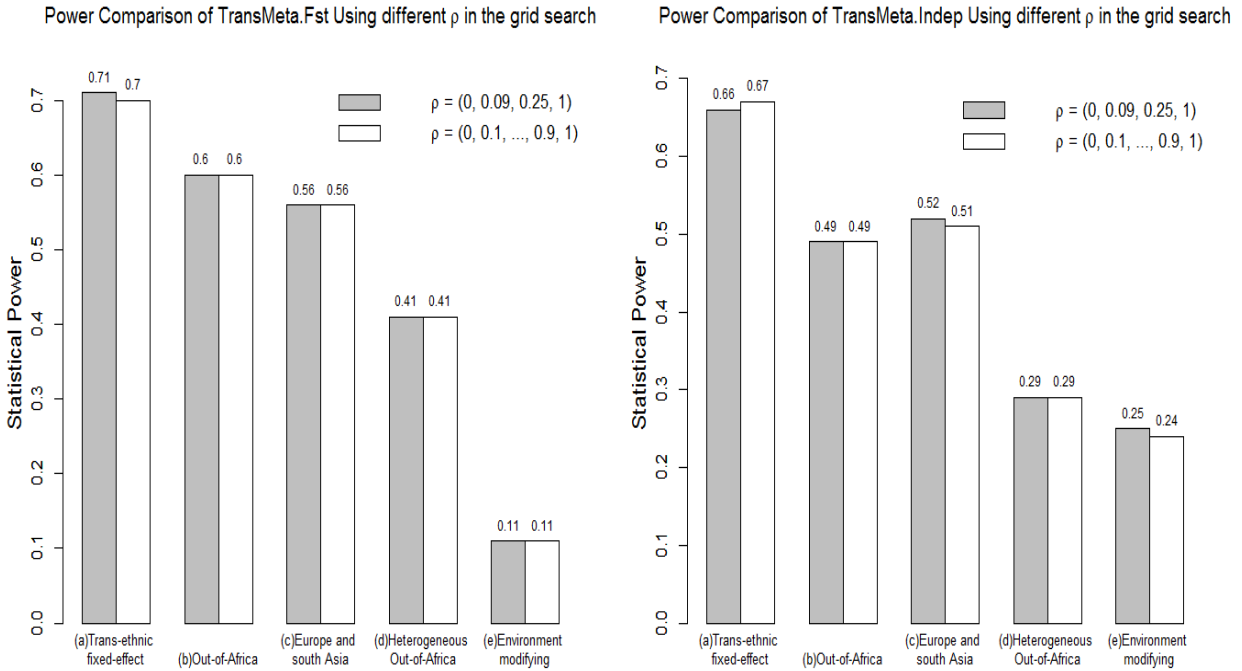 Power Comparison of TransMeta.Fst Using different ρ in the grid search
Power Comparison of TransMeta.Indep Using different ρ in the grid search
Statistical Power
0.0
0.1
0.2
0.3
0.4
0.5
0.6
0.7
0.71
0.7
0.6
0.6
0.56
0.56
0.41
0.41
0.11
0.11
ρ = (0, 0.09, 0.25, 1)
ρ = (0, 0.1, ..., 0.9, 1)
(a)Trans-ethnic
fixed-effect
(b)Out-of-Africa
(c)Europe and
south Asia
(d)Heterogeneous
Out-of-Africa
(e)Environment
modifying
Statistical Power
0.0
0.1
0.2
0.3
0.4
0.5
0.6
0.7
0.66
0.67
0.49
0.49
0.52
0.51
0.29
0.29
0.25
0.24
ρ = (0, 0.09, 0.25, 1)
ρ = (0, 0.1, ..., 0.9, 1)
(a)Trans-ethnic
fixed-effect
(b)Out-of-Africa
(c)Europe and
south Asia
(d)Heterogeneous
Out-of-Africa
(e)Environment
modifying